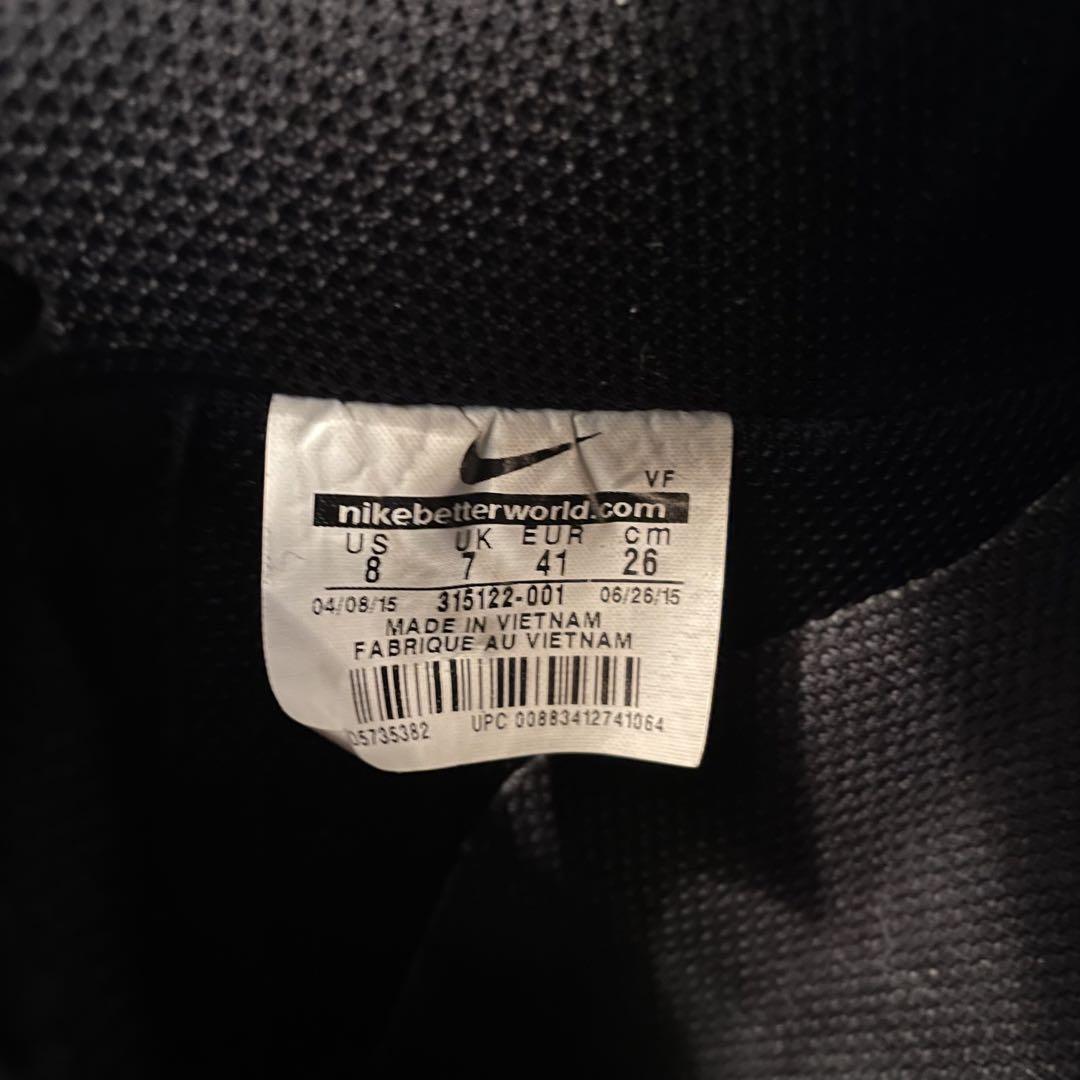 VF
nikebetterworld.com
US UK EUR cm
8 7 41 26
04/08/15 315122-001 06/26/15
MADE IN VIETNAM
FABRIQUE AU VIETNAM
05735382 UPC 00883412741064